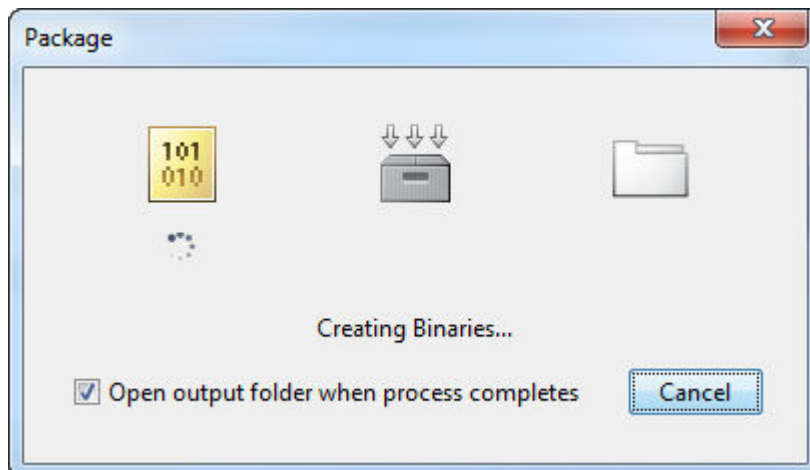 Package
101
010
Creating Binaries...
Open output folder when process completes
Cancel